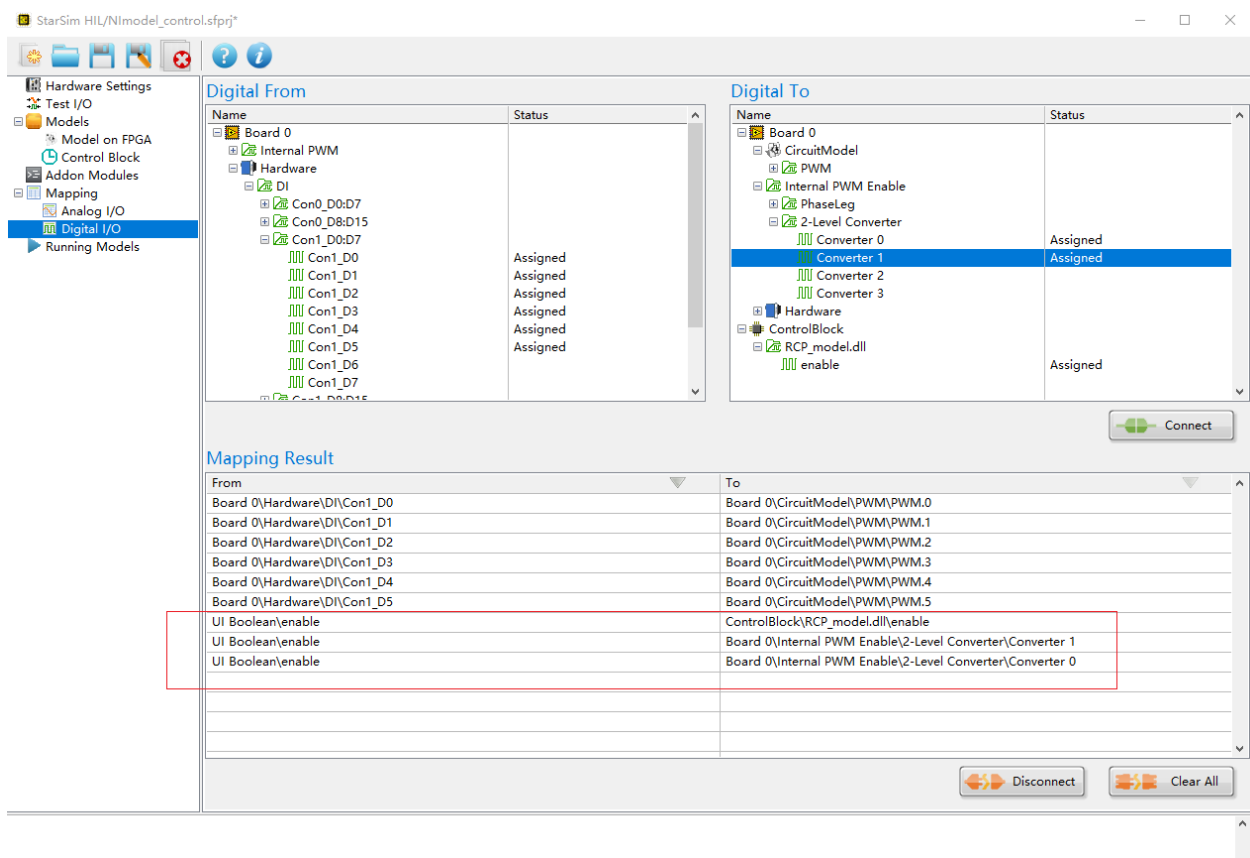 StarSim HIL/NImodel_control.sfprj*
Hardware Settings
Test I/O
Models
Model on FPGA
Control Block
Addon Modules
Mapping
Analog I/O
Digital I/O
Running Models
Digital From
Name Status
Board 0
Internal PWM
Hardware
DI
Con0_D0:D7
Con0_D8:D15
Con1_D0:D7
Con1_D0 Assigned
Con1_D1 Assigned
Con1_D2 Assigned
Con1_D3 Assigned
Con1_D4 Assigned
Con1_D5 Assigned
Con1_D6
Con1_D7
Con1_D8:D15
Digital To
Name Status
Board 0
CircuitModel
PWM
Internal PWM Enable
PhaseLeg
2-Level Converter
Converter 0 Assigned
Converter 1 Assigned
Converter 2
Converter 3
Hardware
ControlBlock
RCP_model.dll
enable Assigned
Connect
Mapping Result
From To
Board 0\Hardware\DI\Con1_D0 Board 0\CircuitModel\PWM\PWM.0
Board 0\Hardware\DI\Con1_D1 Board 0\CircuitModel\PWM\PWM.1
Board 0\Hardware\DI\Con1_D2 Board 0\CircuitModel\PWM\PWM.2
Board 0\Hardware\DI\Con1_D3 Board 0\CircuitModel\PWM\PWM.3
Board 0\Hardware\DI\Con1_D4 Board 0\CircuitModel\PWM\PWM.4
Board 0\Hardware\DI\Con1_D5 Board 0\CircuitModel\PWM\PWM.5
UI Boolean\enable ControlBlock\RCP_model.dll\enable
UI Boolean\enable Board 0\Internal PWM Enable\2-Level Converter\Converter 1
UI Boolean\enable Board 0\Internal PWM Enable\2-Level Converter\Converter 0
Disconnect
Clear All